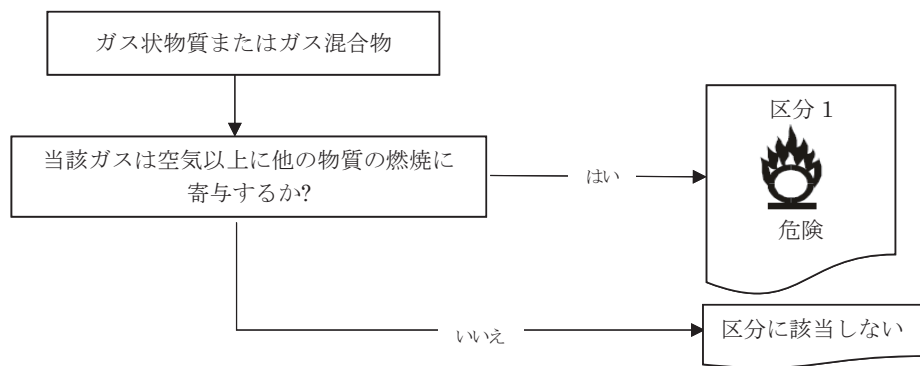 ガス状物質またはガス混合物
当該ガスは空気以上に他の物質の燃焼に
寄与するか?
はい
区分 1
危険
いいえ
区分に該当しない